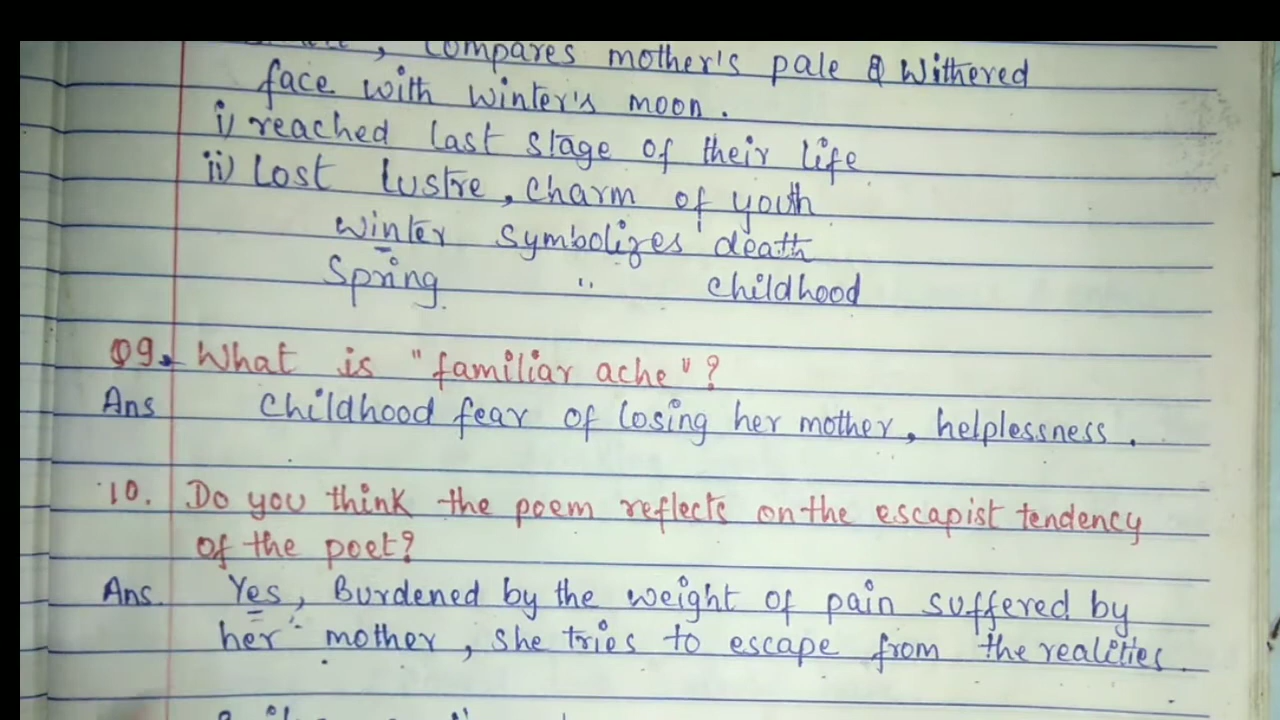 , compares mother's pale & withered
face with winter's moon.
i) reached last stage of their life
ii) Lost lustre, charm of youth
winter symbolizes death
Spring " childhood
Q9. What is "familiar ache"?
Ans Childhood fear of losing her mother, helplessness.
10. Do you think the poem reflects on the escapist tendency
of the poet?
Ans. Yes, Burdened by the weight of pain suffered by
her mother, she tries to escape from the realities